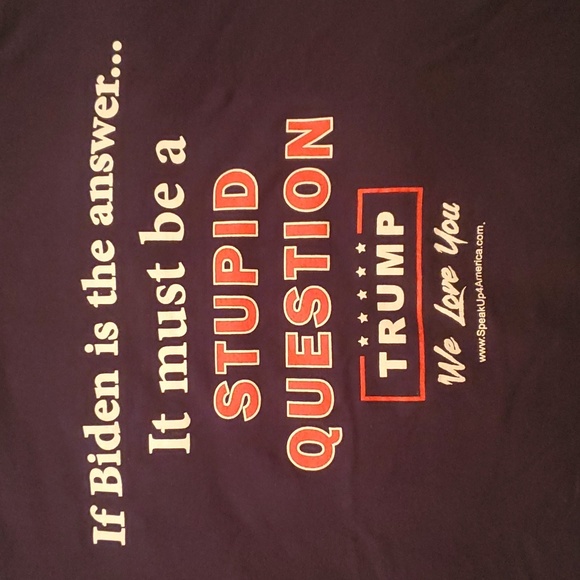 If Biden is the answer...
It must be a
STUPID
QUESTION
TRUMP
We Love You
www.SpeakUp4America.com.